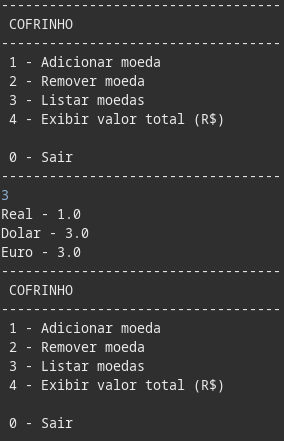 -----------------------------------
COFRINHO
-----------------------------------
1 - Adicionar moeda
2 - Remover moeda
3 - Listar moedas
4 - Exibir valor total (R$)

0 - Sair
-----------------------------------
3
Real - 1.0
Dolar - 3.0
Euro - 3.0
-----------------------------------
COFRINHO
-----------------------------------
1 - Adicionar moeda
2 - Remover moeda
3 - Listar moedas
4 - Exibir valor total (R$)

0 - Sair